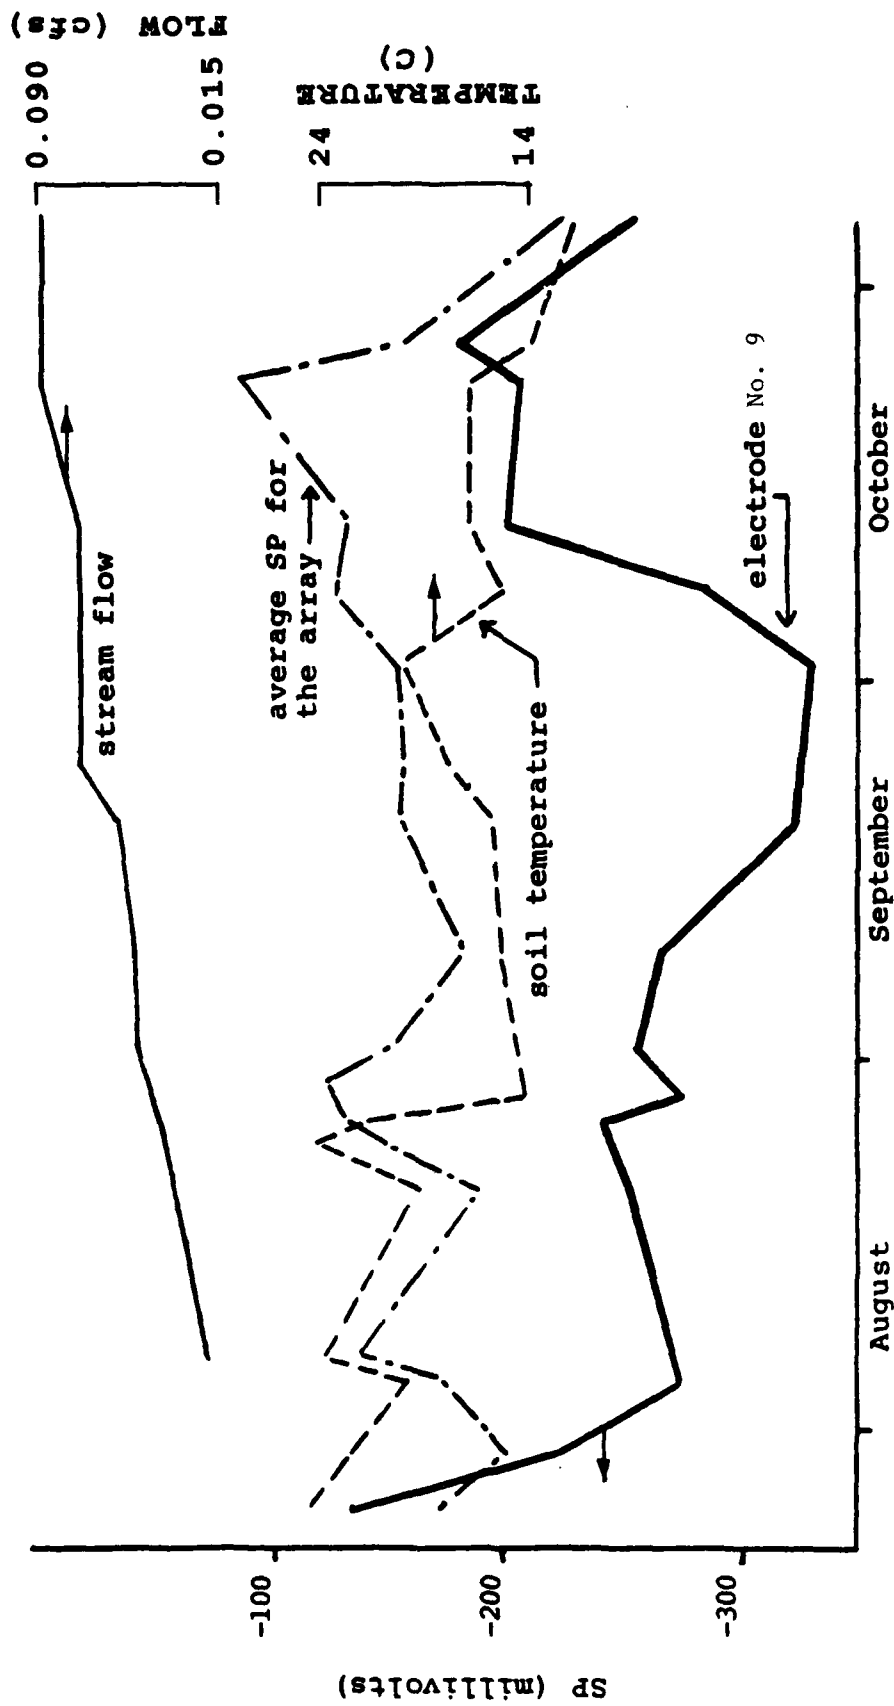 FLOW
(cfs)
0.090
0.015
TEMPERATURE
(C)
24
14
stream flow
average SP for
the array
soil temperature
electrode No. 9
-100
-200
-300
SP (millivolts)
August
September
October